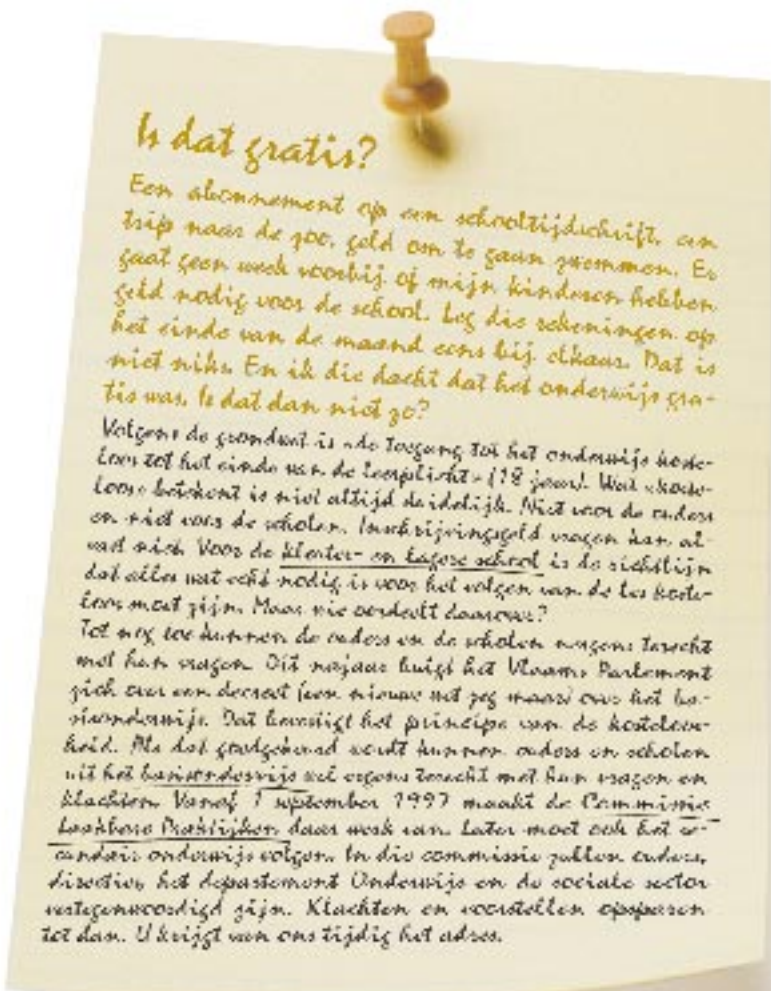 Is dat gratis?
Een abonnement op een schooltijdschrift, een
trip naar de zoo, geld om te gaan zwemmen. Er
gaat geen week voorbij of mijn kinderen hebben
geld nodig voor de school. Leg die rekeningen op
het einde van de maand eens bij elkaar. Dat is
niet niks. En ik die dacht dat het onderwijs gra-
tis was. Is dat dan niet zo?
Volgens de grondwet is «de toegang tot het onderwijs koste-
loos tot het einde van de leerplicht» (18 jaar). Wat «koste-
loos» betekent is niet altijd duidelijk. Niet voor de ouders
en niet voor de scholen. Inschrijvingsgeld vragen kan al-
vast niet. Voor de kleuter- en lagere school is de richtlijn
dat alles wat echt nodig is voor het volgen van de les koste-
loos moet zijn. Maar wie oordeelt daarover?
Tot nog toe kunnen de ouders en de scholen nergens terecht
met hun vragen. Dit najaar buigt het Vlaams Parlement
zich over een decreet (een nieuwe wet zeg maar) over het ba-
sisonderwijs. Dat bevestigt het principe van de kosteloos-
heid. Als dat goedgekeurd wordt kunnen ouders en scholen
uit het basisonderwijs wel ergens terecht met hun vragen en
klachten. Vanaf 1 september 1997 maakt de Commissie
Laakbare Praktijken daar werk van. Later moet ook het se-
cundair onderwijs volgen. In die commissie zullen ouders,
directies, het departement Onderwijs en de sociale sector
vertegenwoordigd zijn. Klachten en voorstellen opsparen
tot dan. U krijgt van ons tijdig het adres.